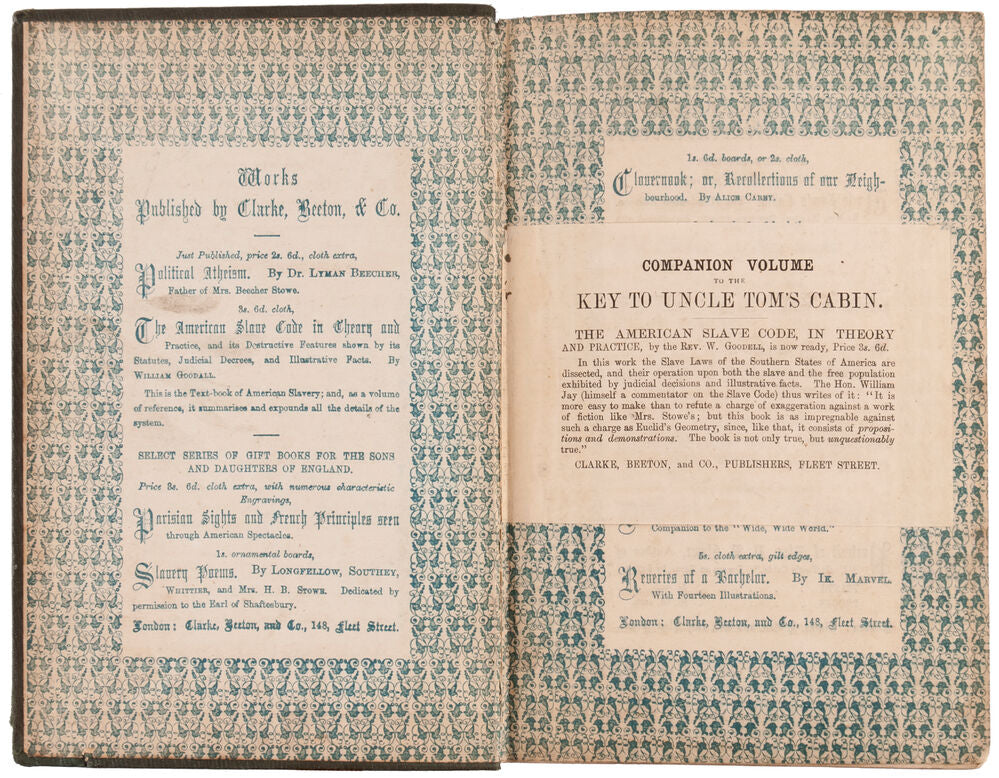 Works
Published by Clarke, Beeton, & Co.
Just Published, price 2s. 6d., cloth extra,
Political Atheism. By Dr. Lyman Beecher,
Father of Mrs. Beecher Stowe.
3s. 6d. cloth,
The American Slave Code in Theory and
Practice, and its Destructive Features shown by its
Statutes, Judicial Decrees, and Illustrative Facts. By
William Goodall.
This is the Text-book of American Slavery; and, as a volume
of reference, it summarises and expounds all the details of the
system.
SELECT SERIES OF GIFT BOOKS FOR THE SONS
AND DAUGHTERS OF ENGLAND.
Price 3s. 6d. cloth extra, with numerous characteristic
Engravings,
Parisian Sights and French Principles seen
through American Spectacles.
1s. ornamental boards,
Slavery Poems. By Longfellow, Southey,
Whittier, and Mrs. H. B. Stowe. Dedicated by
permission to the Earl of Shaftesbury.
London: Clarke, Beeton, and Co., 148, Fleet Street.
1s. 6d. boards, or 2s. cloth,
Clovernook; or, Recollections of our Neigh-
bourhood. By Alice Carey.
COMPANION VOLUME
TO THE
KEY TO UNCLE TOM'S CABIN.
THE AMERICAN SLAVE CODE, IN THEORY
AND PRACTICE, by the Rev. W. Goodell, is now ready, Price 3s. 6d.
In this work the Slave Laws of the Southern States of America are
dissected, and their operation upon both the slave and the free population
exhibited by judicial decisions and illustrative facts. The Hon. William
Jay (himself a commentator on the Slave Code) thus writes of it: "It is
more easy to make than to refute a charge of exaggeration against a work
of fiction like Mrs. Stowe's; but this book is as impregnable against
such a charge as Euclid's Geometry, since, like that, it consists of proposi-
tions and demonstrations. The book is not only true, but unquestionably
true."
CLARKE, BEETON, and CO., PUBLISHERS, FLEET STREET.
Companion to the "Wide, Wide World."
5s. cloth extra, gilt edges,
Reveries of a Bachelor. By Ik. Marvel.
With Fourteen Illustrations.
London: Clarke, Beeton, and Co., 148, Fleet Street.